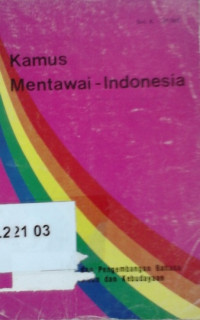 Kamus
Mentawai - Indonesia
.221 03
Pengembangan Bahasa
dan Kebudayaan